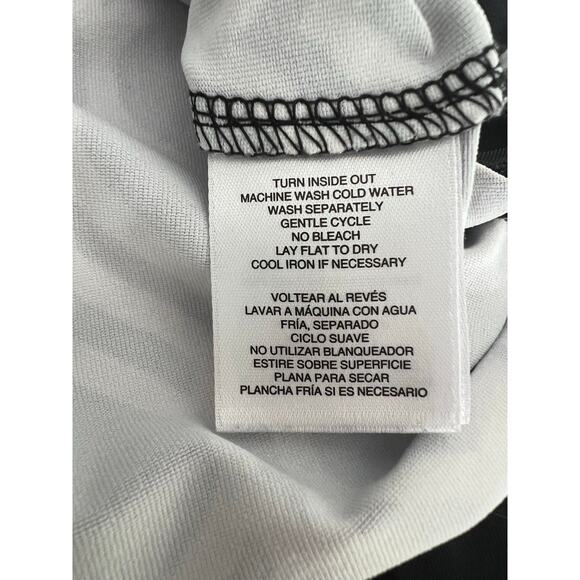 TURN INSIDE OUT
MACHINE WASH COLD WATER
WASH SEPARATELY
GENTLE CYCLE
NO BLEACH
LAY FLAT TO DRY
COOL IRON IF NECESSARY
VOLTEAR AL REVÉS
LAVAR A MÁQUINA CON AGUA
FRÍA, SEPARADO
CICLO SUAVE
NO UTILIZAR BLANQUEADOR
ESTIRE SOBRE SUPERFICIE
PLANA PARA SECAR
PLANCHA FRÍA SI ES NECESARIO